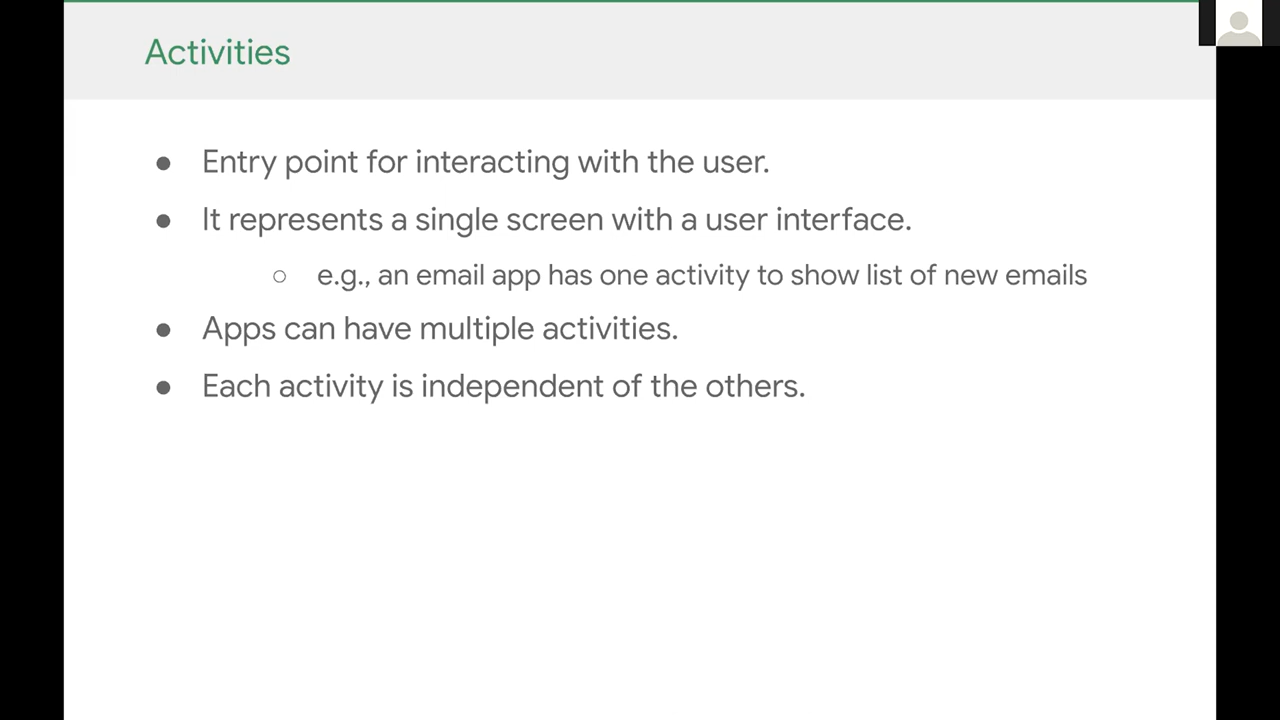 Activities
● Entry point for interacting with the user.
● It represents a single screen with a user interface.
○ e.g., an email app has one activity to show list of new emails
● Apps can have multiple activities.
● Each activity is independent of the others.